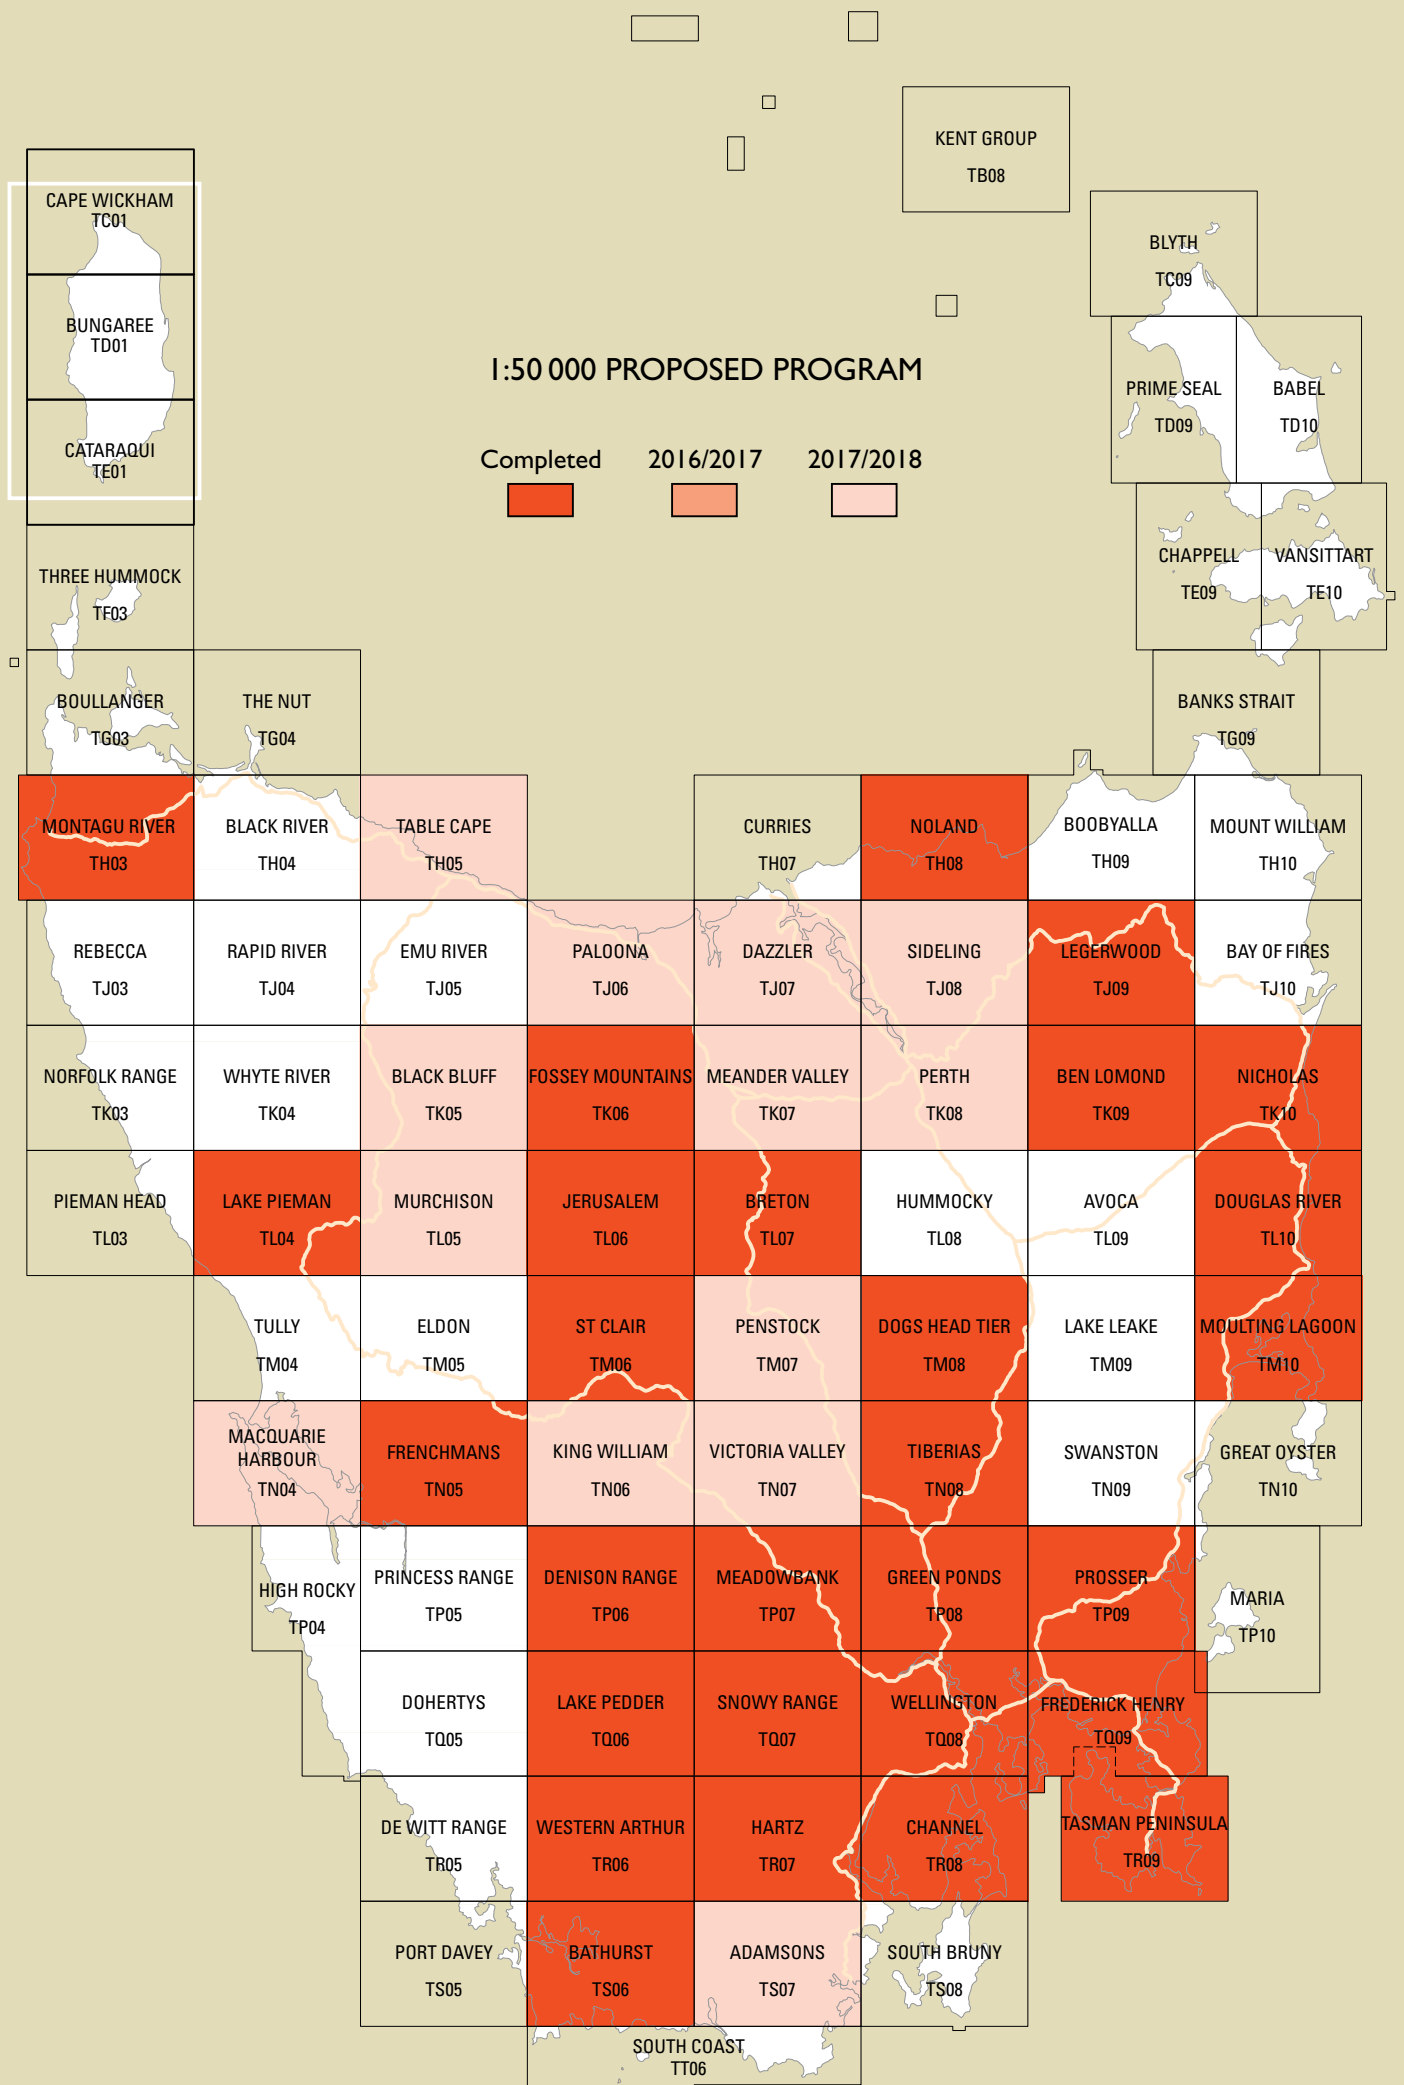 KENT GROUP
TB08
CAPE WICKHAM
TC01
BLYTH
TC09
BUNGAREE
TD01
1:50 000 PROPOSED PROGRAM
PRIME SEAL
TD09
BABEL
TD10
CATARAQUI
TE01
Completed
2016/2017
2017/2018
CHAPPELL
TE09
VANSITTART
TE10
THREE HUMMOCK
TF03
BOULLANGER
TG03
THE NUT
TG04
BANKS STRAIT
TG09
MONTAGU RIVER
TH03
BLACK RIVER
TH04
TABLE CAPE
TH05
CURRIES
TH07
NOLAND
TH08
BOOBYALLA
TH09
MOUNT WILLIAM
TH10
REBECCA
TJ03
RAPID RIVER
TJ04
EMU RIVER
TJ05
PALOONA
TJ06
DAZZLER
TJ07
SIDELING
TJ08
LEGERWOOD
TJ09
BAY OF FIRES
TJ10
NORFOLK RANGE
TK03
WHYTE RIVER
TK04
BLACK BLUFF
TK05
FOSSEY MOUNTAINS
TK06
MEANDER VALLEY
TK07
PERTH
TK08
BEN LOMOND
TK09
NICHOLAS
TK10
PIEMAN HEAD
TL03
LAKE PIEMAN
TL04
MURCHISON
TL05
JERUSALEM
TL06
BRETON
TL07
HUMMOCKY
TL08
AVOCA
TL09
DOUGLAS RIVER
TL10
TULLY
TM04
ELDON
TM05
ST CLAIR
TM06
PENSTOCK
TM07
DOGS HEAD TIER
TM08
LAKE LEAKE
TM09
MOULTING LAGOON
TM10
MACQUARIE
HARBOUR
TN04
FRENCHMANS
TN05
KING WILLIAM
TN06
VICTORIA VALLEY
TN07
TIBERIAS
TN08
SWANSTON
TN09
GREAT OYSTER
TN10
HIGH ROCKY
TP04
PRINCESS RANGE
TP05
DENISON RANGE
TP06
MEADOWBANK
TP07
GREEN PONDS
TP08
PROSSER
TP09
MARIA
TP10
DOHERTYS
TQ05
LAKE PEDDER
TQ06
SNOWY RANGE
TQ07
WELLINGTON
TQ08
FREDERICK HENRY
TQ09
DE WITT RANGE
TR05
WESTERN ARTHUR
TR06
HARTZ
TR07
CHANNEL
TR08
TASMAN PENINSULA
TR09
PORT DAVEY
TS05
BATHURST
TS06
ADAMSONS
TS07
SOUTH BRUNY
TS08
SOUTH COAST
TT06